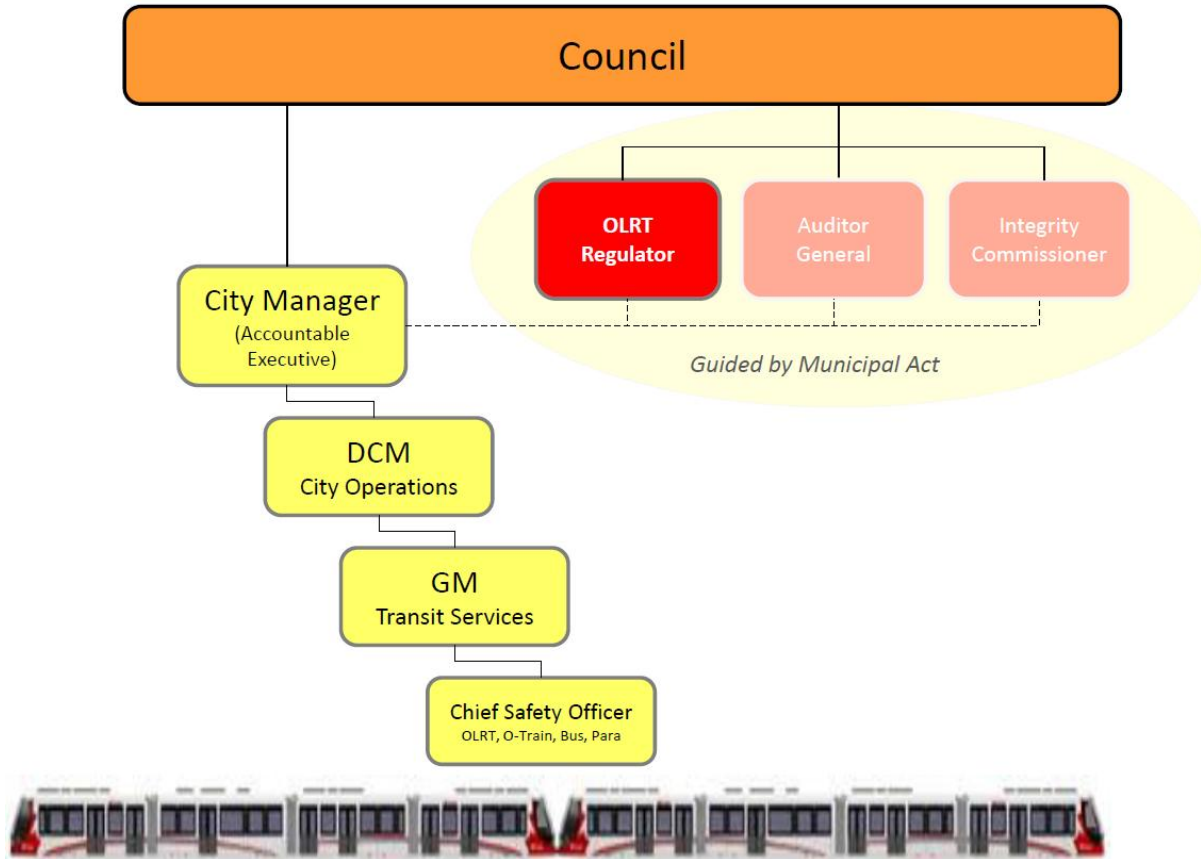 Council
OLRT
Regulator
Auditor
General
Integrity
Commissioner
City Manager
(Accountable
Executive)
Guided by Municipal Act
DCM
City Operations
GM
Transit Services
Chief Safety Officer
OLRT, O-Train, Bus, Para